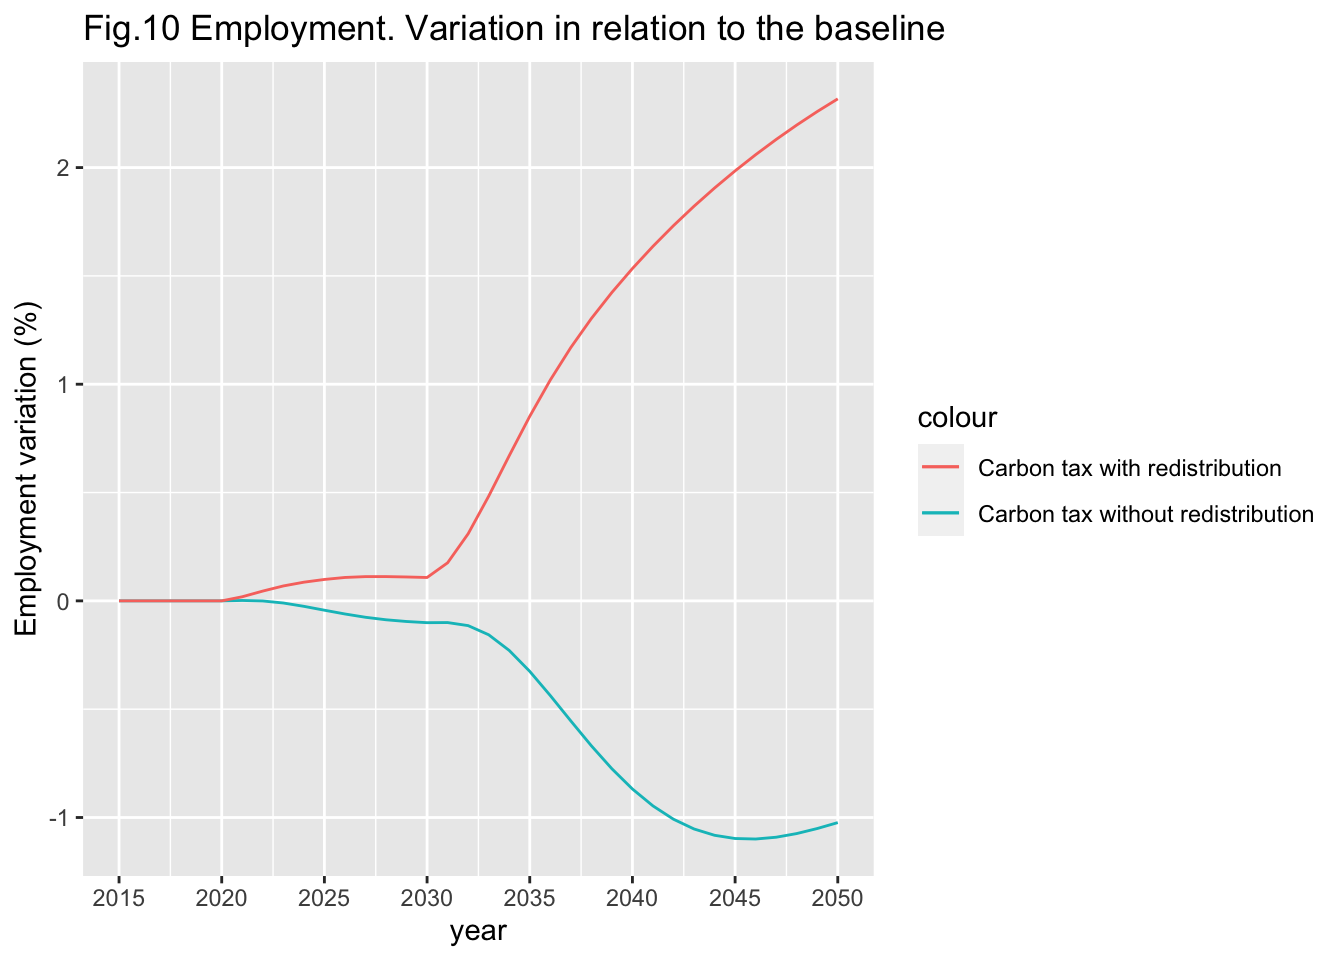 Fig.10 Employment. Variation in relation to the baseline
Employment variation (%)
2
1
0
-1
2015 2020 2025 2030 2035 2040 2045 2050
year
colour
Carbon tax with redistribution
Carbon tax without redistribution